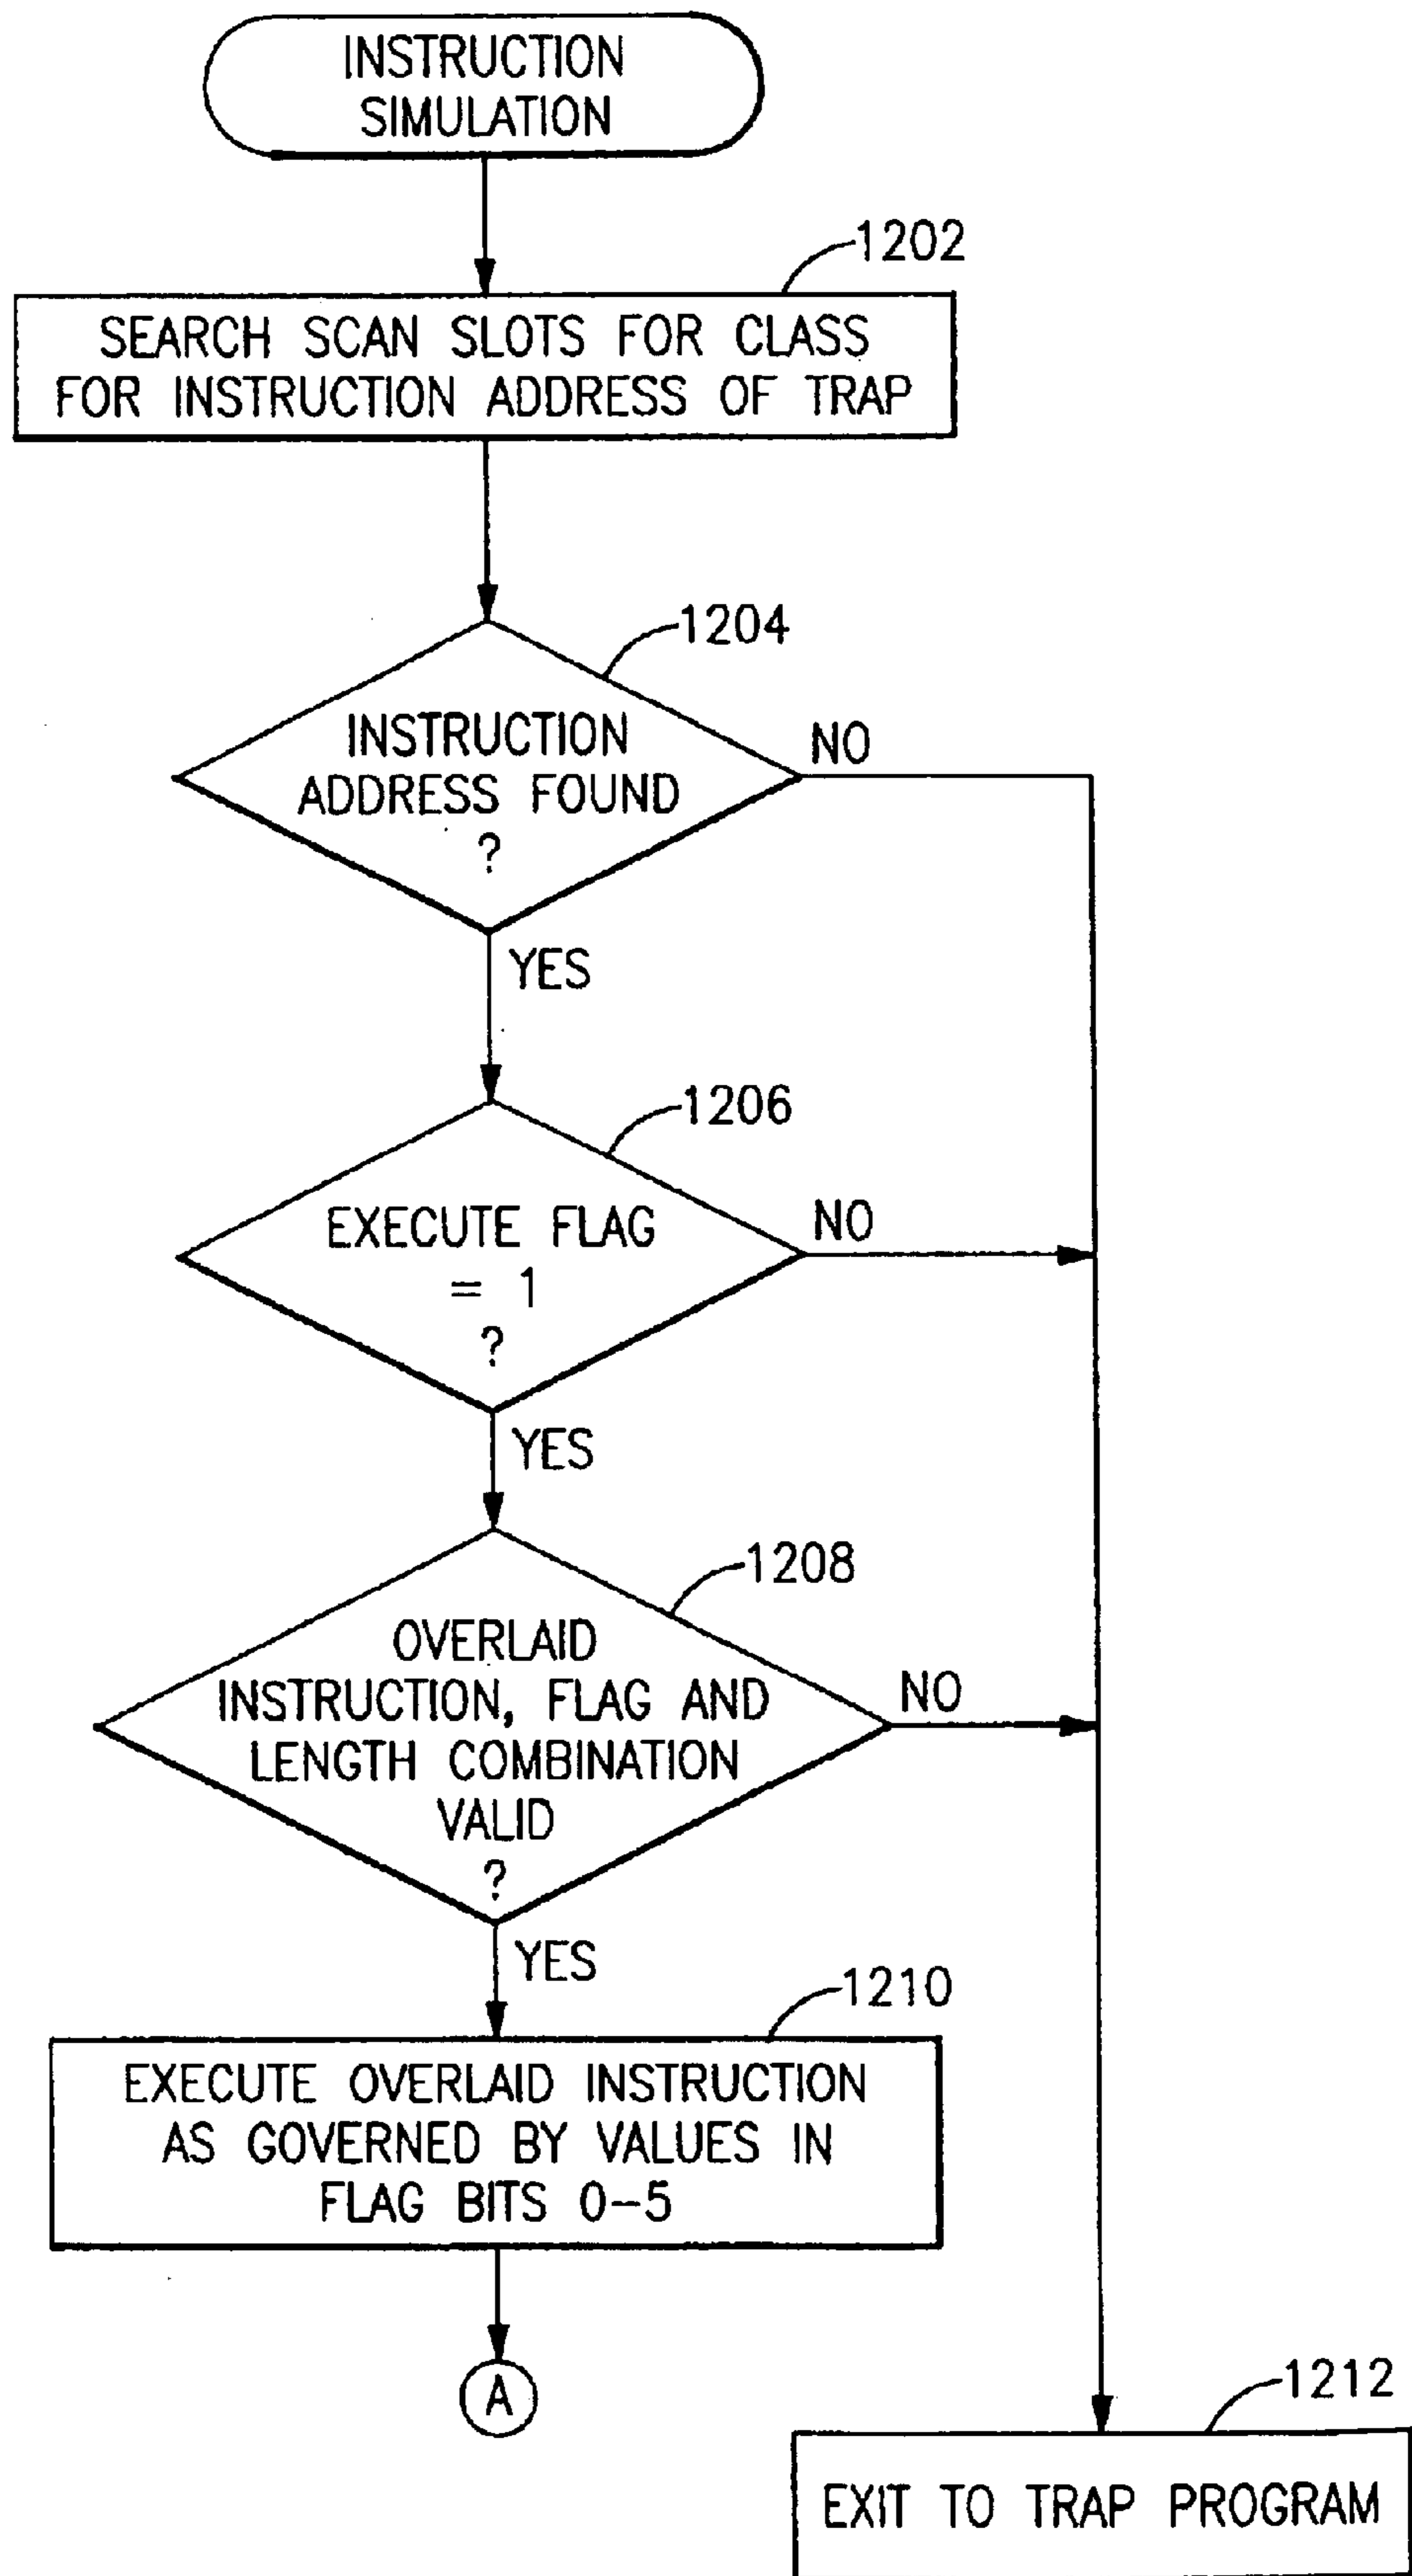 INSTRUCTION
SIMULATION
1202
SEARCH SCAN SLOTS FOR CLASS
FOR INSTRUCTION ADDRESS OF TRAP
1204
INSTRUCTION
ADDRESS FOUND
?
NO
YES
1206
EXECUTE FLAG
= 1
?
NO
YES
1208
OVERLAID
INSTRUCTION, FLAG AND
LENGTH COMBINATION
VALID
?
NO
YES
1210
EXECUTE OVERLAID INSTRUCTION
AS GOVERNED BY VALUES IN
FLAG BITS 0-5
A
1212
EXIT TO TRAP PROGRAM